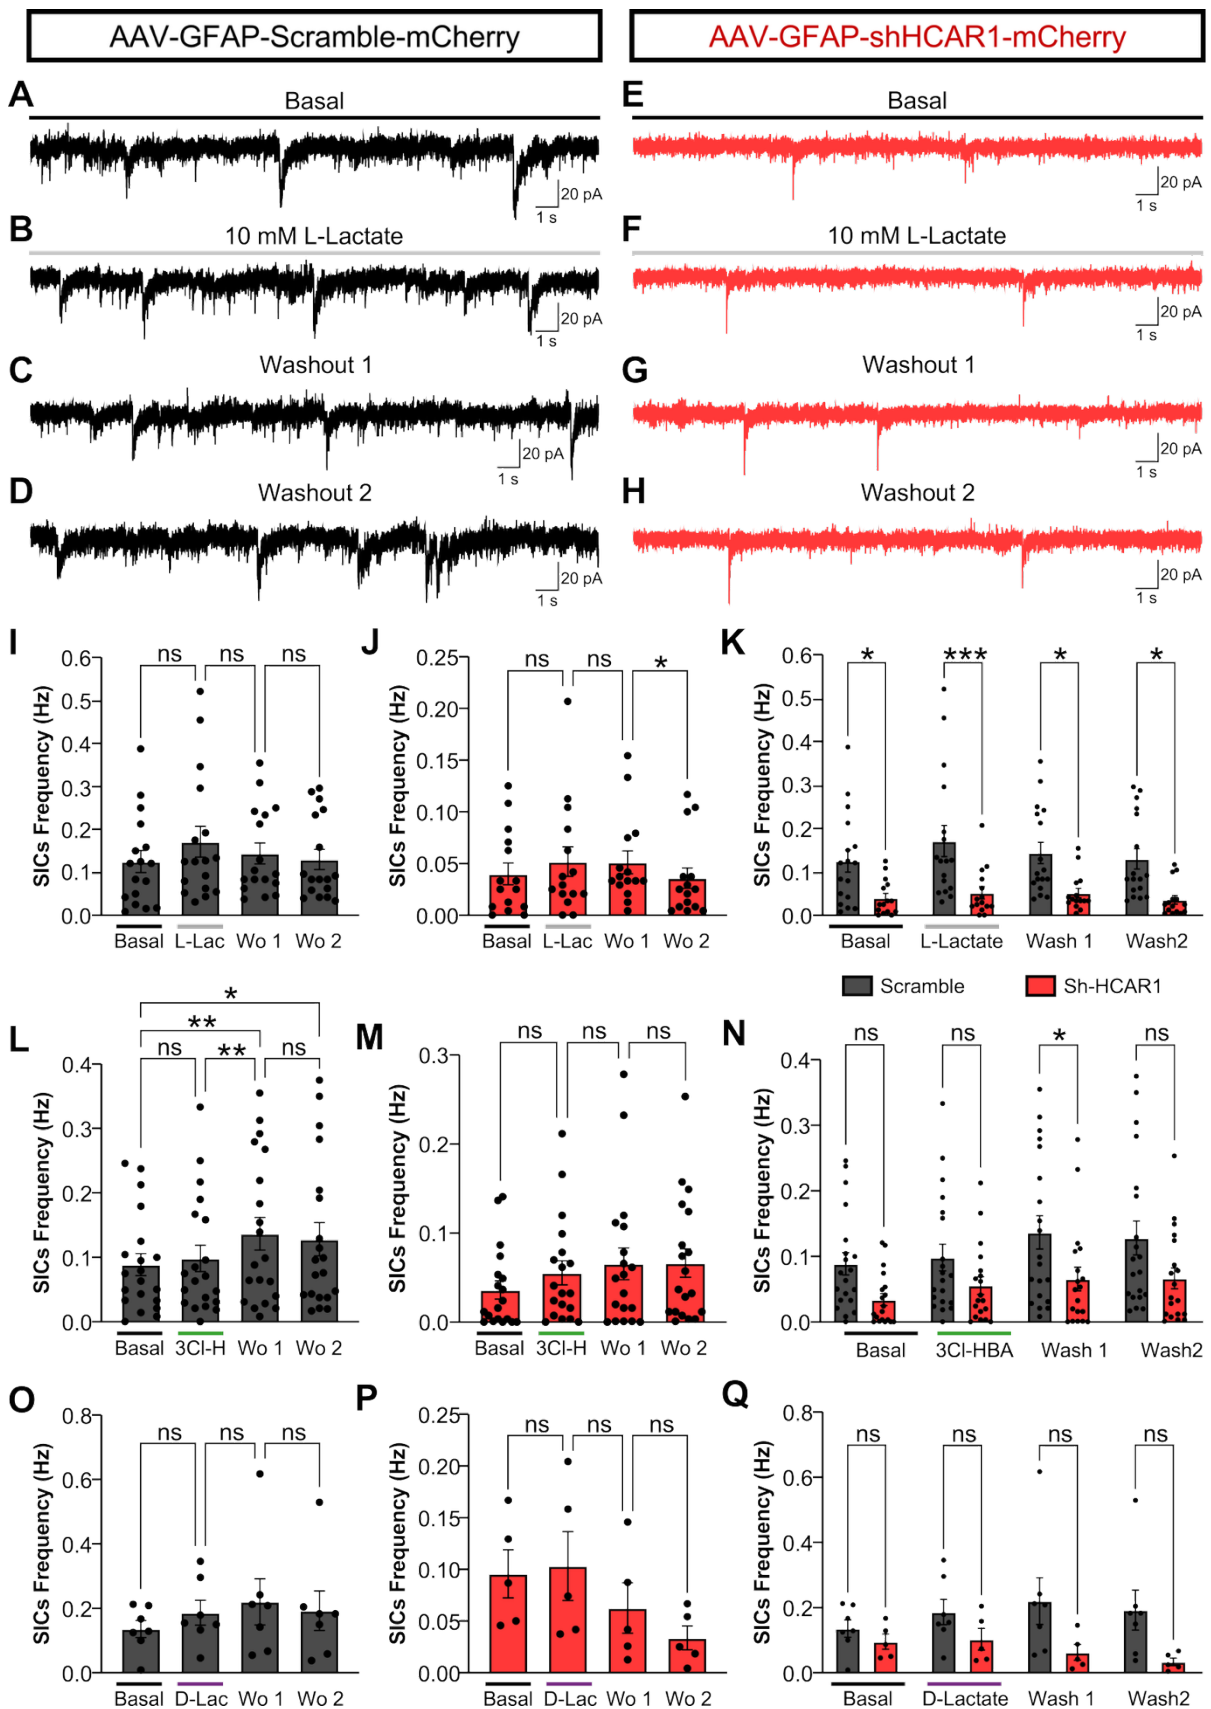 AAV-GFAP-Scramble-mCherry
AAV-GFAP-shHCAR1-mCherry
A
Basal
20 pA
1 s
E
Basal
20 pA
1 s
B
10 mM L-Lactate
20 pA
1 s
F
10 mM L-Lactate
20 pA
1 s
C
Washout 1
20 pA
1 s
G
Washout 1
20 pA
1 s
D
Washout 2
20 pA
1 s
H
Washout 2
20 pA
1 s
I
SICs Frequency (Hz)
0.6
0.5
0.4
0.3
0.2
0.1
0.0
ns ns ns
Basal L-Lac Wo 1 Wo 2
J
SICs Frequency (Hz)
0.25
0.20
0.15
0.10
0.05
0.00
ns ns *
Basal L-Lac Wo 1 Wo 2
K
SICs Frequency (Hz)
0.6
0.5
0.4
0.3
0.2
0.1
0.0
* *** * *
Basal L-Lactate Wash 1 Wash2
Scramble Sh-HCAR1
L
SICs Frequency (Hz)
0.4
0.3
0.2
0.1
0.0
*
**
ns ** ns
Basal 3Cl-H Wo 1 Wo 2
M
SICs Frequency (Hz)
0.3
0.2
0.1
0.0
ns ns ns
Basal 3Cl-H Wo 1 Wo 2
N
SICs Frequency (Hz)
0.4
0.3
0.2
0.1
0.0
ns ns * ns
Basal 3Cl-HBA Wash 1 Wash2
O
SICs Frequency (Hz)
0.8
0.6
0.4
0.2
0.0
ns ns ns
Basal D-Lac Wo 1 Wo 2
P
SICs Frequency (Hz)
0.25
0.20
0.15
0.10
0.05
0.00
ns ns ns
Basal D-Lac Wo 1 Wo 2
Q
SICs Frequency (Hz)
0.8
0.6
0.4
0.2
0.0
ns ns ns ns
Basal D-Lactate Wash 1 Wash2